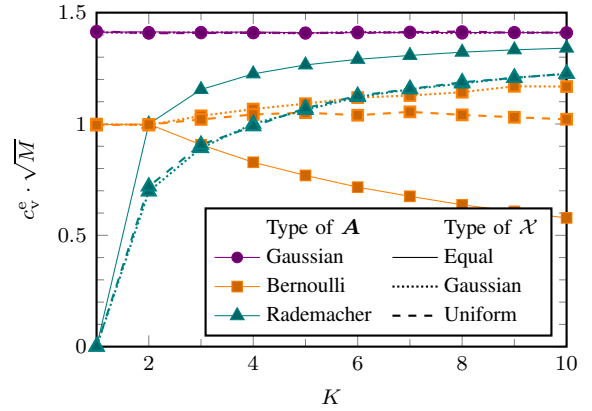 1.5
1
0.5
0
c_v^e · √M
Type of A Type of X
Gaussian Equal
Bernoulli Gaussian
Rademacher Uniform
2 4 6 8 10
K